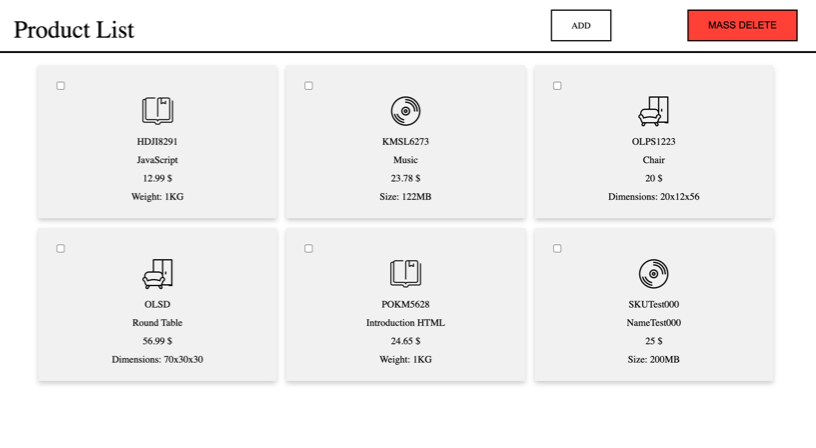 Product List
ADD
MASS DELETE
HDJI8291
JavaScript
12.99 $
Weight: 1KG
KMSL6273
Music
23.78 $
Size: 122MB
OLPS1223
Chair
20 $
Dimensions: 20x12x56
OLSD
Round Table
56.99 $
Dimensions: 70x30x30
POKM5628
Introduction HTML
24.65 $
Weight: 1KG
SKUTest000
NameTest000
25 $
Size: 200MB